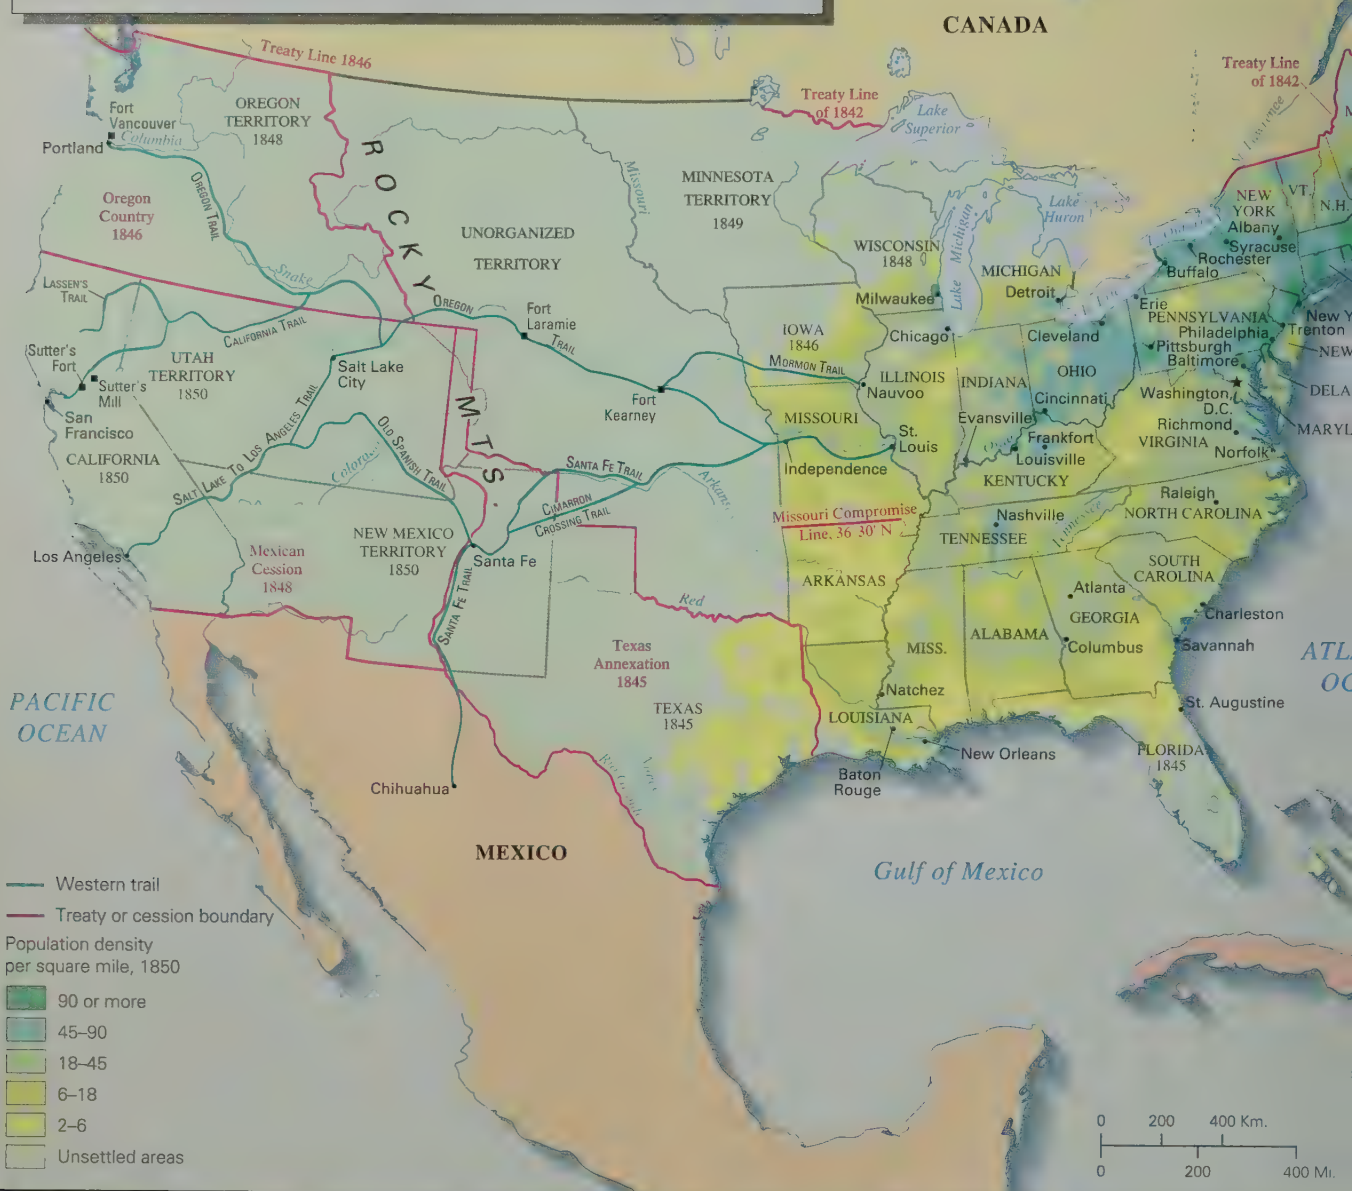 CANADA
Treaty Line 1846
Treaty Line
of 1842
Treaty Line
of 1842
Lake
Superior
St. Lawrence
Fort
Vancouver
Columbia
Portland
OREGON
TERRITORY
1848
OREGON TRAIL
Oregon
Country
1846
ROCKY
MTS.
Missouri
MINNESOTA
TERRITORY
1849
UNORGANIZED
TERRITORY
WISCONSIN
1848
Lake Michigan
Lake
Huron
MICHIGAN
Detroit
Milwaukee
Chicago
NEW
YORK
VT.
N.H.
Albany
Syracuse
Rochester
Buffalo
Erie
PENNSYLVANIA
New Y
Philadelphia
Trenton
Pittsburgh
NEW
Baltimore
Cleveland
LASSEN'S
TRAIL
Snake
CALIFORNIA TRAIL
OREGON
TRAIL
Fort
Laramie
IOWA
1846
MORMON TRAIL
Nauvoo
ILLINOIS
INDIANA
OHIO
Cincinnati
Washington,
D.C.
DELA
MARYL
Richmond
VIRGINIA
Norfolk
Sutter's
Fort
Sutter's
Mill
UTAH
TERRITORY
1850
Salt Lake
City
Fort
Kearney
San
Francisco
CALIFORNIA
1850
SALT LAKE TO LOS ANGELES TRAIL
OLD SPANISH TRAIL
MISSOURI
St.
Louis
Independence
Evansville
Ohio
Frankfort
Louisville
KENTUCKY
SANTA FE TRAIL
CIMARRON
CROSSING TRAIL
Missouri Compromise
Line, 36 30' N
Raleigh
NORTH CAROLINA
Nashville
TENNESSEE
Tennessee
Los Angeles
Mexican
Cession
1848
NEW MEXICO
TERRITORY
1850
Santa Fe
SANTA FE TRAIL
ARKANSAS
SOUTH
CAROLINA
Atlanta
GEORGIA
Charleston
Red
MISS.
ALABAMA
Columbus
Savannah
Texas
Annexation
1845
TEXAS
1845
Natchez
LOUISIANA
St. Augustine
New Orleans
Baton
Rouge
FLORIDA
1845
PACIFIC
OCEAN
ATL
OC
Chihuahua
MEXICO
Gulf of Mexico
Western trail
Treaty or cession boundary
Population density
per square mile, 1850
90 or more
45–90
18–45
6–18
2–6
Unsettled areas
0 200 400 Km.
0 200 400 Mi.